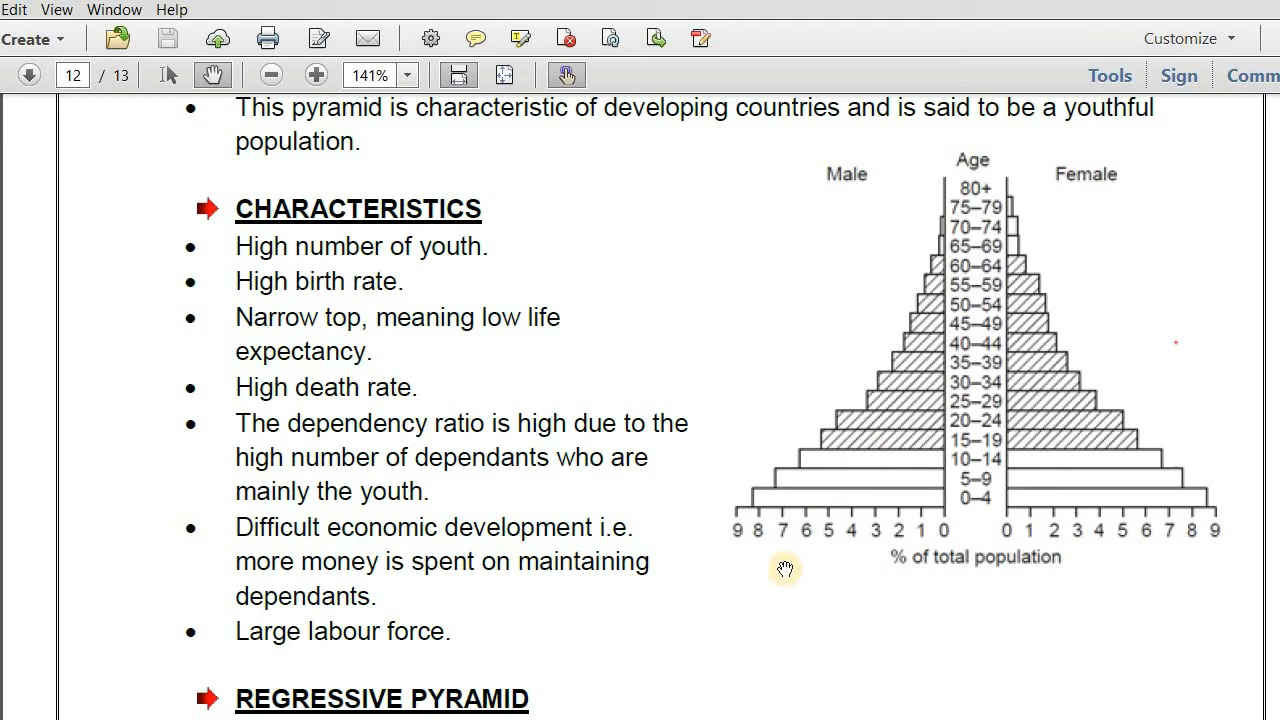 Edit View Window Help
Create Customize
12 / 13 141% Tools Sign Comm
• This pyramid is characteristic of developing countries and is said to be a youthful
population.
CHARACTERISTICS
• High number of youth.
• High birth rate.
• Narrow top, meaning low life
expectancy.
• High death rate.
• The dependency ratio is high due to the
high number of dependants who are
mainly the youth.
• Difficult economic development i.e.
more money is spent on maintaining
dependants.
• Large labour force.
Male Age Female
80+
75–79
70–74
65–69
60–64
55–59
50–54
45–49
40–44
35–39
30–34
25–29
20–24
15–19
10–14
5–9
0–4
9 8 7 6 5 4 3 2 1 0 0 1 2 3 4 5 6 7 8 9
% of total population
REGRESSIVE PYRAMID